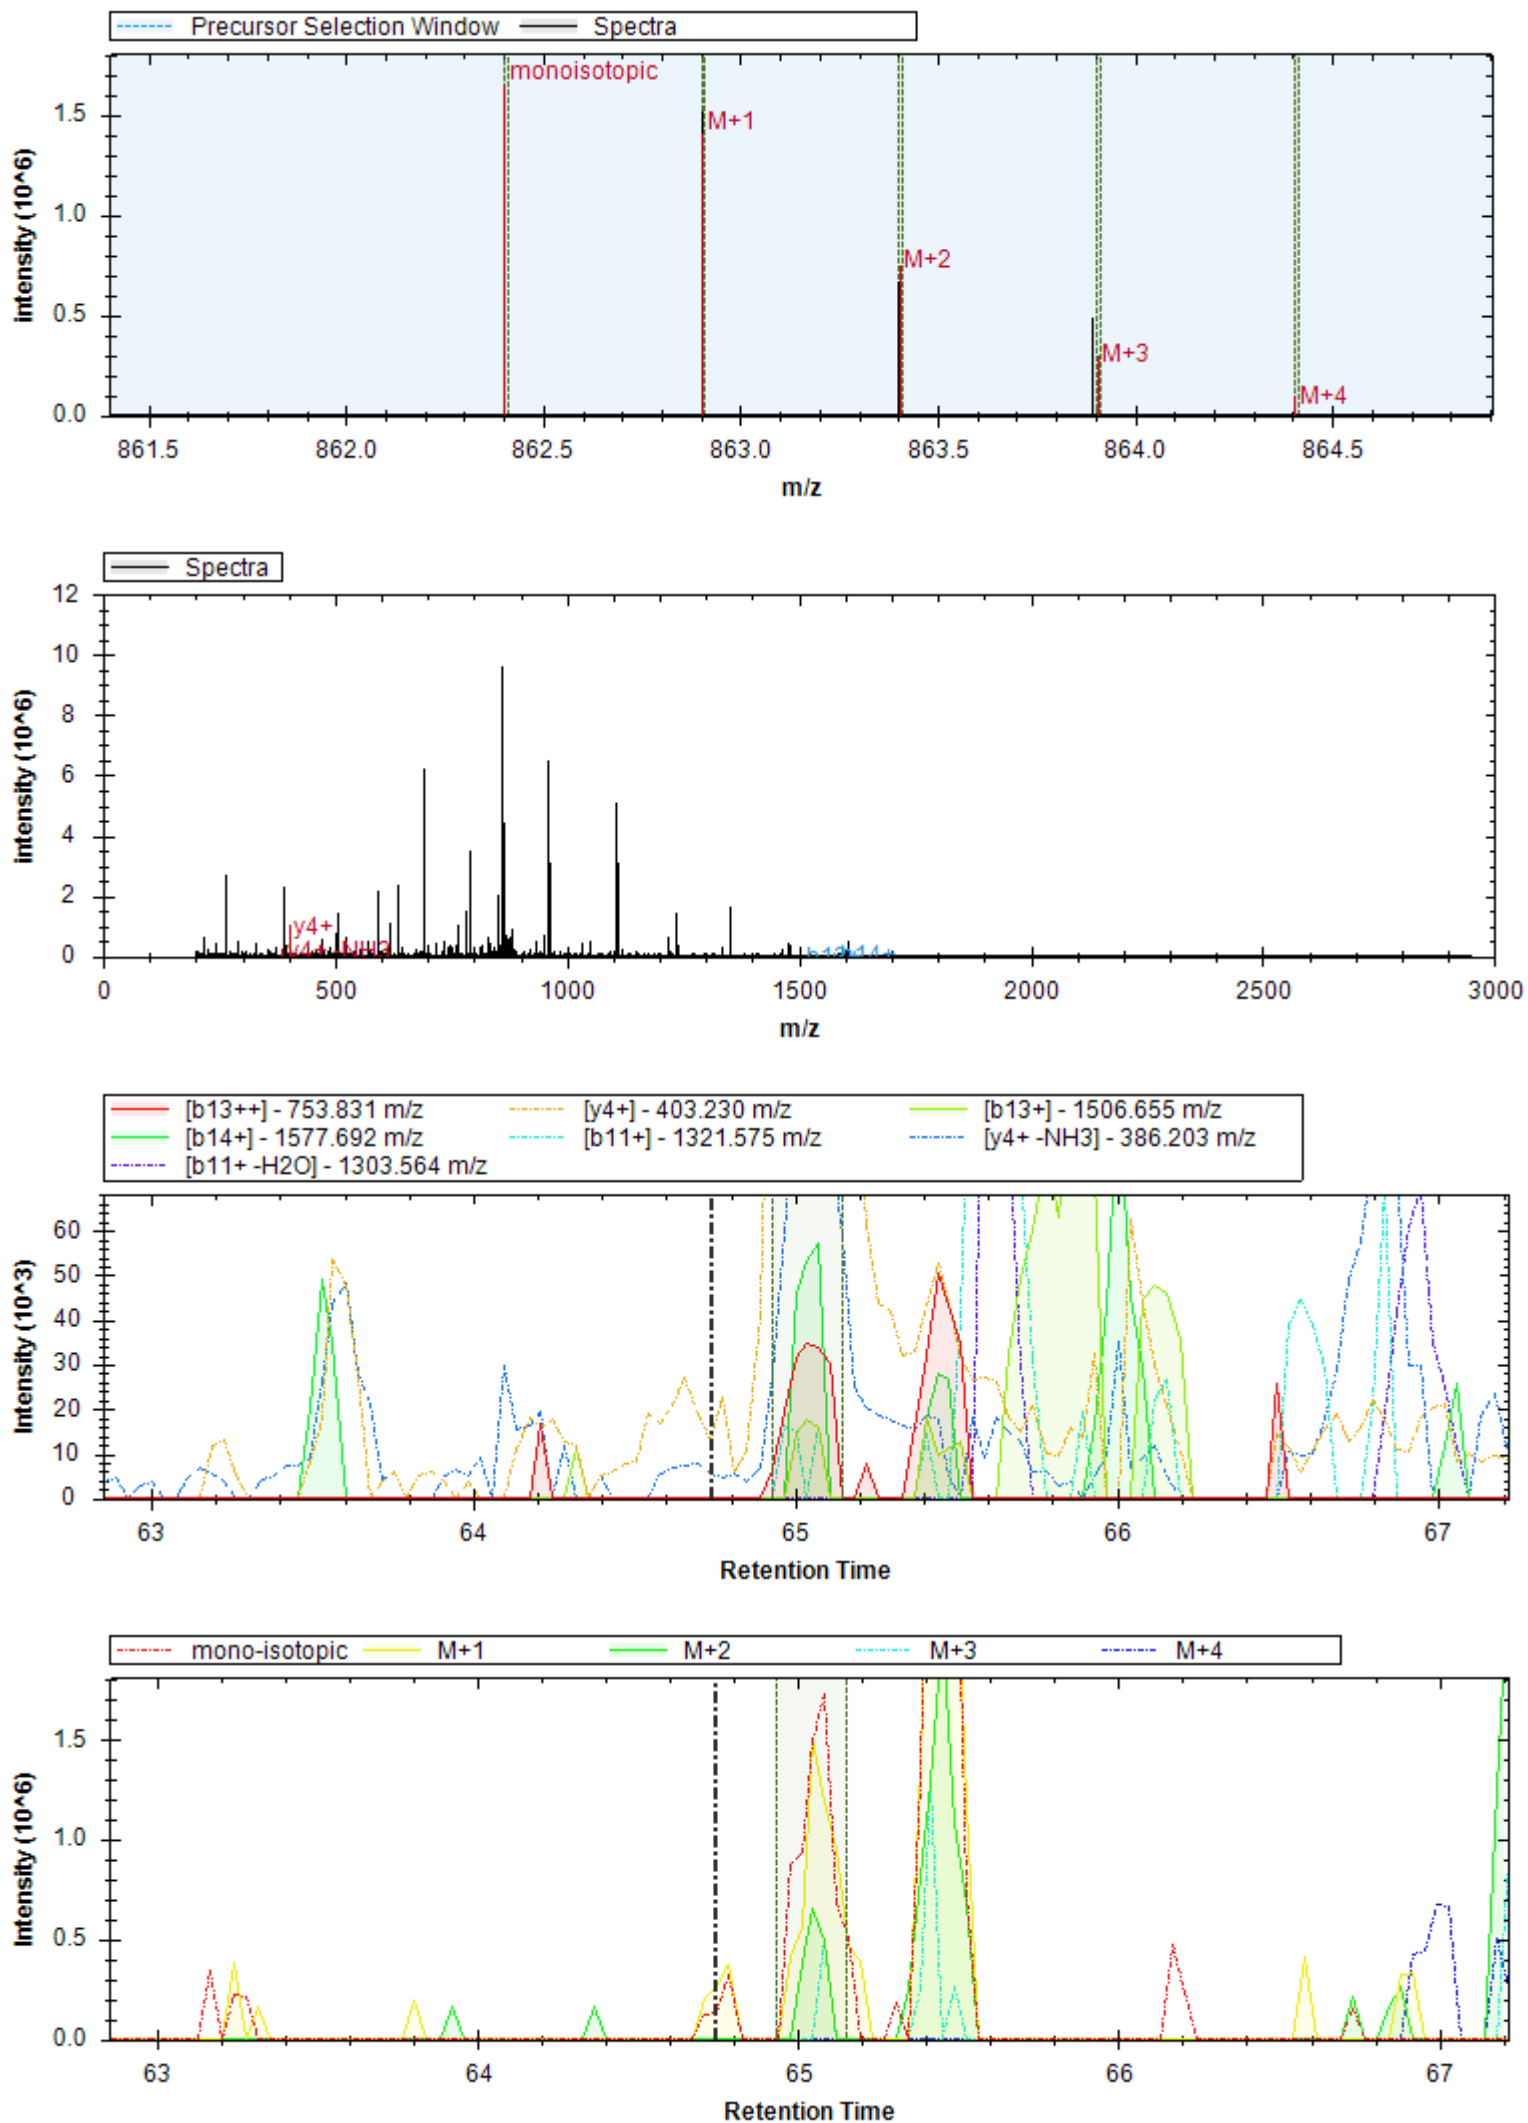 Precursor Selection Window Spectra
monoisotopic
M+1
M+2
M+3
M+4
intensity (10^6)
1.5
1.0
0.5
0.0
861.5 862.0 862.5 863.0 863.5 864.0 864.5
m/z
Spectra
intensity (10^6)
12
10
8
6
4
2
0
y4+
y4+ -NH3
0 500 1000 1500 2000 2500 3000
m/z
[b13++] - 753.831 m/z [y4+] - 403.230 m/z [b13+] - 1506.655 m/z
[b14+] - 1577.692 m/z [b11+] - 1321.575 m/z [y4+ -NH3] - 386.203 m/z
[b11+ -H2O] - 1303.564 m/z
Intensity (10^3)
60
50
40
30
20
10
0
63 64 65 66 67
Retention Time
mono-isotopic M+1 M+2 M+3 M+4
Intensity (10^6)
1.5
1.0
0.5
0.0
63 64 65 66 67
Retention Time